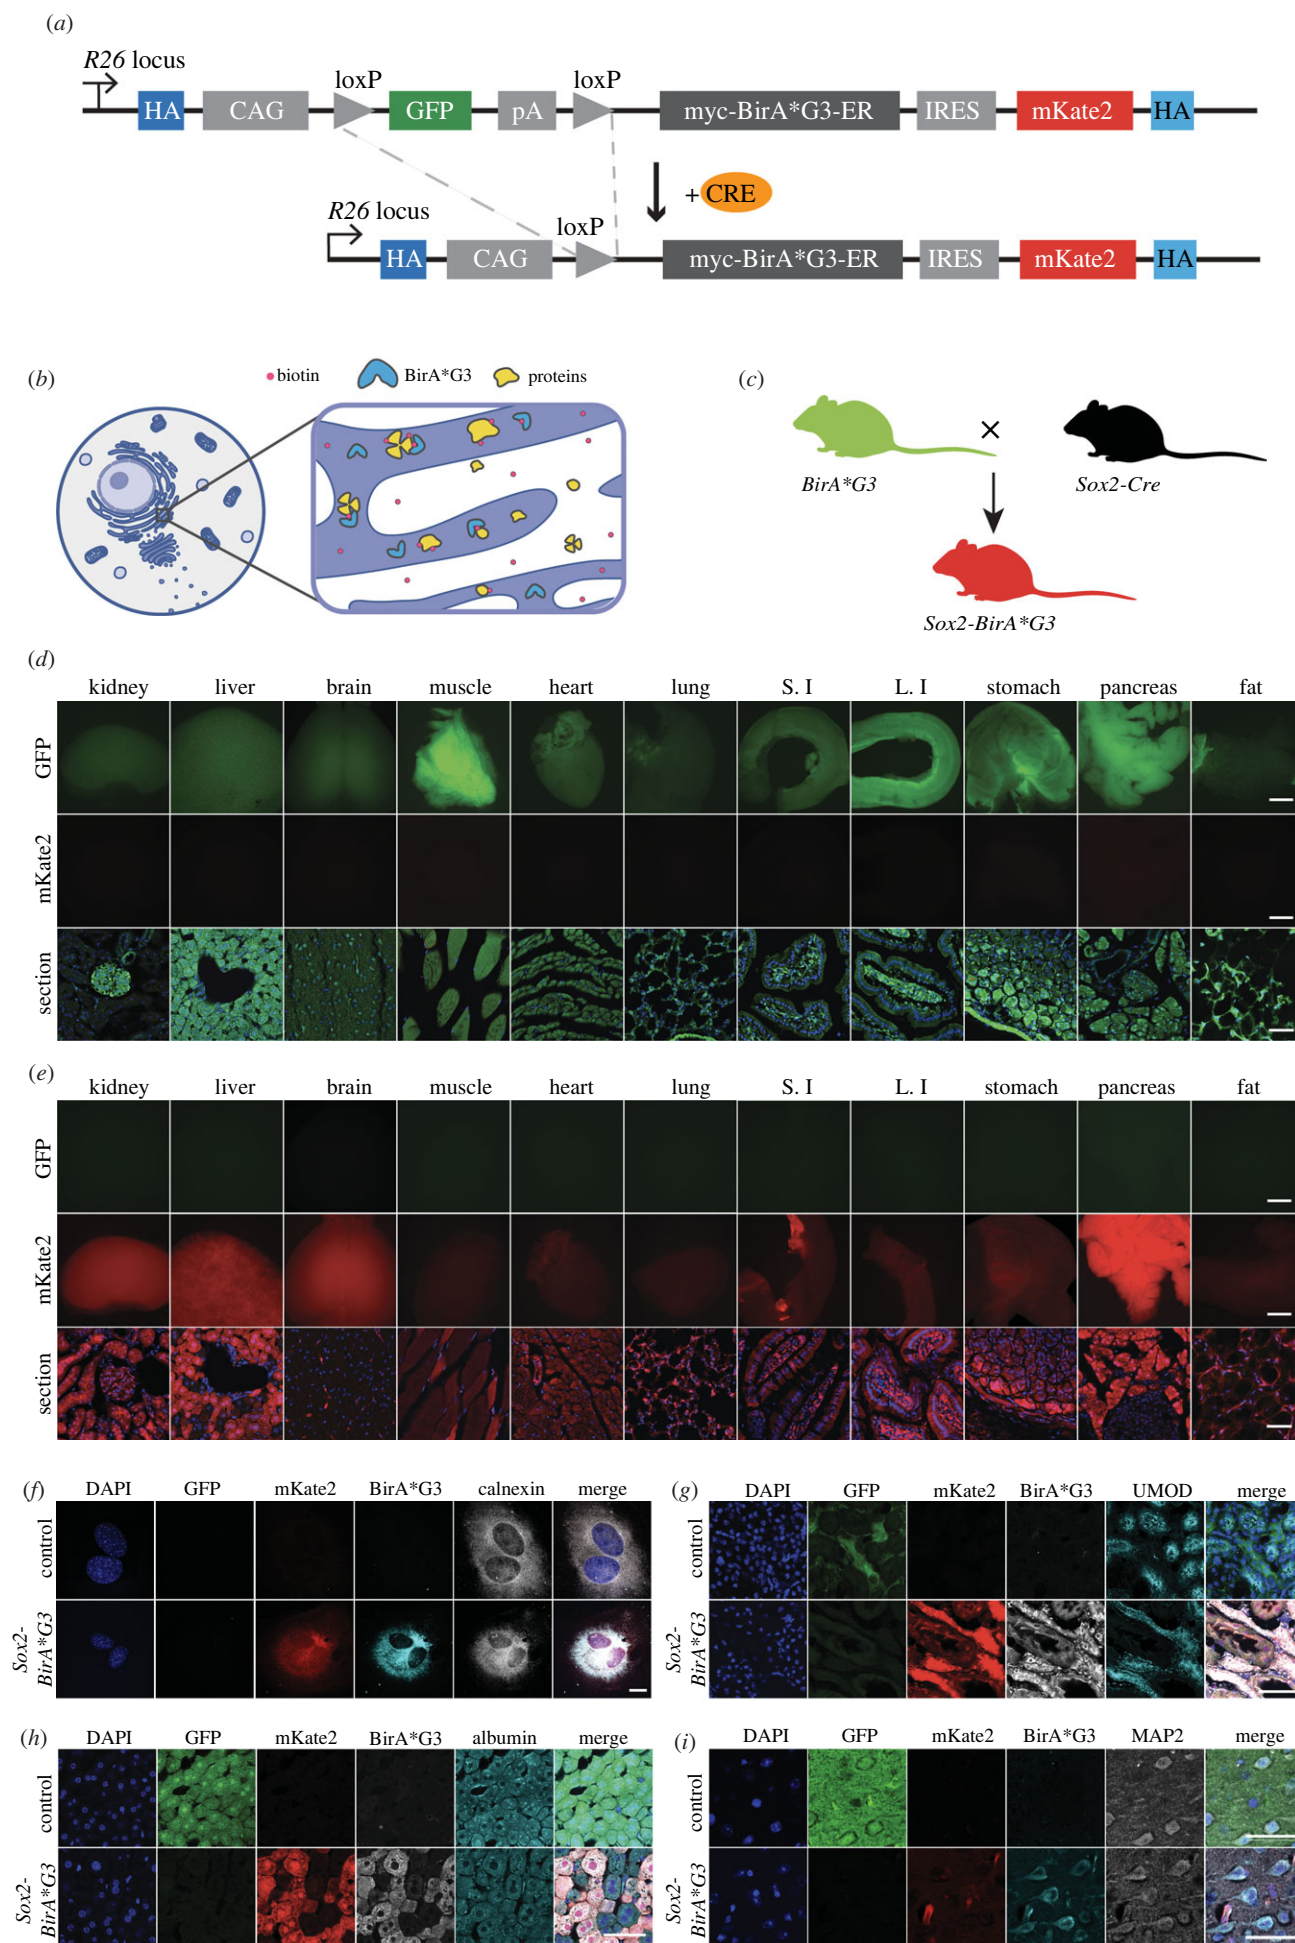 (a)
R26 locus
loxP loxP
HA CAG GFP pA myc-BirA*G3-ER IRES mKate2 HA
+ CRE
R26 locus
loxP
HA CAG myc-BirA*G3-ER IRES mKate2 HA
(b)
biotin BirA*G3 proteins
(c)
×
BirA*G3 Sox2-Cre
Sox2-BirA*G3
(d)
kidney liver brain muscle heart lung S. I L. I stomach pancreas fat
GFP
mKate2
section
(e)
kidney liver brain muscle heart lung S. I L. I stomach pancreas fat
GFP
mKate2
section
(f)
DAPI GFP mKate2 BirA*G3 calnexin merge
control
Sox2-
BirA*G3
(g)
DAPI GFP mKate2 BirA*G3 UMOD merge
control
Sox2-
BirA*G3
(h)
DAPI GFP mKate2 BirA*G3 albumin merge
control
Sox2-
BirA*G3
(i)
DAPI GFP mKate2 BirA*G3 MAP2 merge
control
Sox2-
BirA*G3